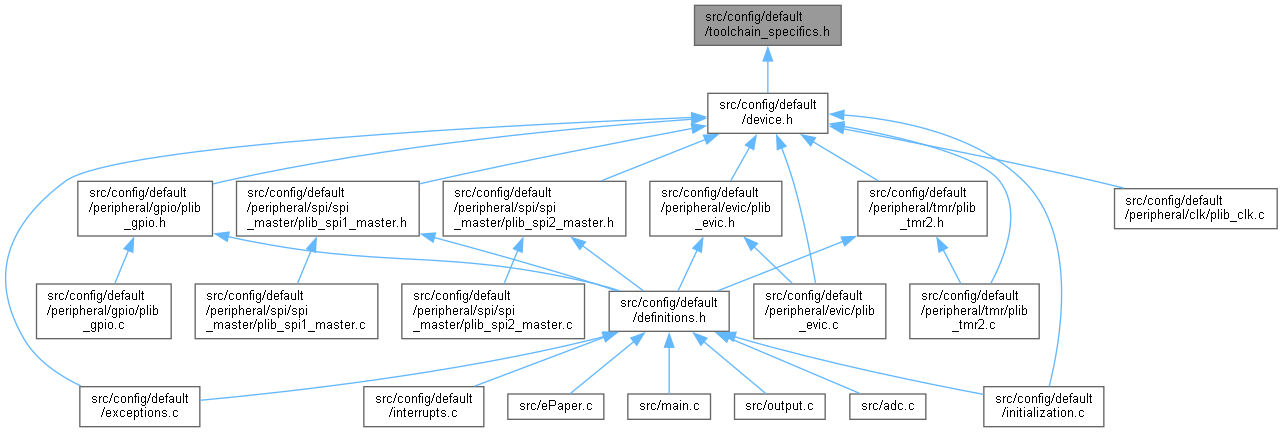 src/config/default
/toolchain_specifics.h
src/config/default
/device.h
src/config/default
/peripheral/gpio/plib
_gpio.h
src/config/default
/peripheral/spi/spi
_master/plib_spi1_master.h
src/config/default
/peripheral/spi/spi
_master/plib_spi2_master.h
src/config/default
/peripheral/evic/plib
_evic.h
src/config/default
/peripheral/tmr/plib
_tmr2.h
src/config/default
/peripheral/clk/plib_clk.c
src/config/default
/peripheral/gpio/plib
_gpio.c
src/config/default
/peripheral/spi/spi
_master/plib_spi1_master.c
src/config/default
/peripheral/spi/spi
_master/plib_spi2_master.c
src/config/default
/definitions.h
src/config/default
/peripheral/evic/plib
_evic.c
src/config/default
/peripheral/tmr/plib
_tmr2.c
src/config/default
/exceptions.c
src/config/default
/interrupts.c
src/ePaper.c
src/main.c
src/output.c
src/adc.c
src/config/default
/initialization.c